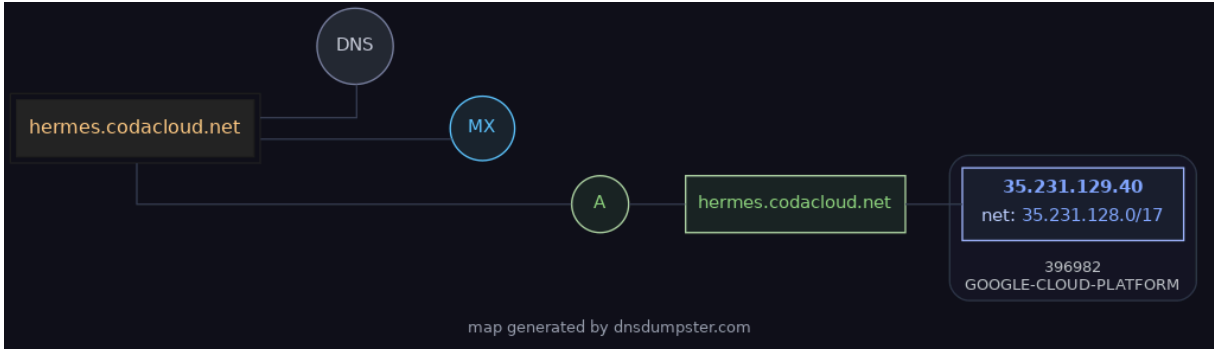 DNS
hermes.codacloud.net
MX
A
hermes.codacloud.net
35.231.129.40
net: 35.231.128.0/17
396982
GOOGLE-CLOUD-PLATFORM
map generated by dnsdumpster.com